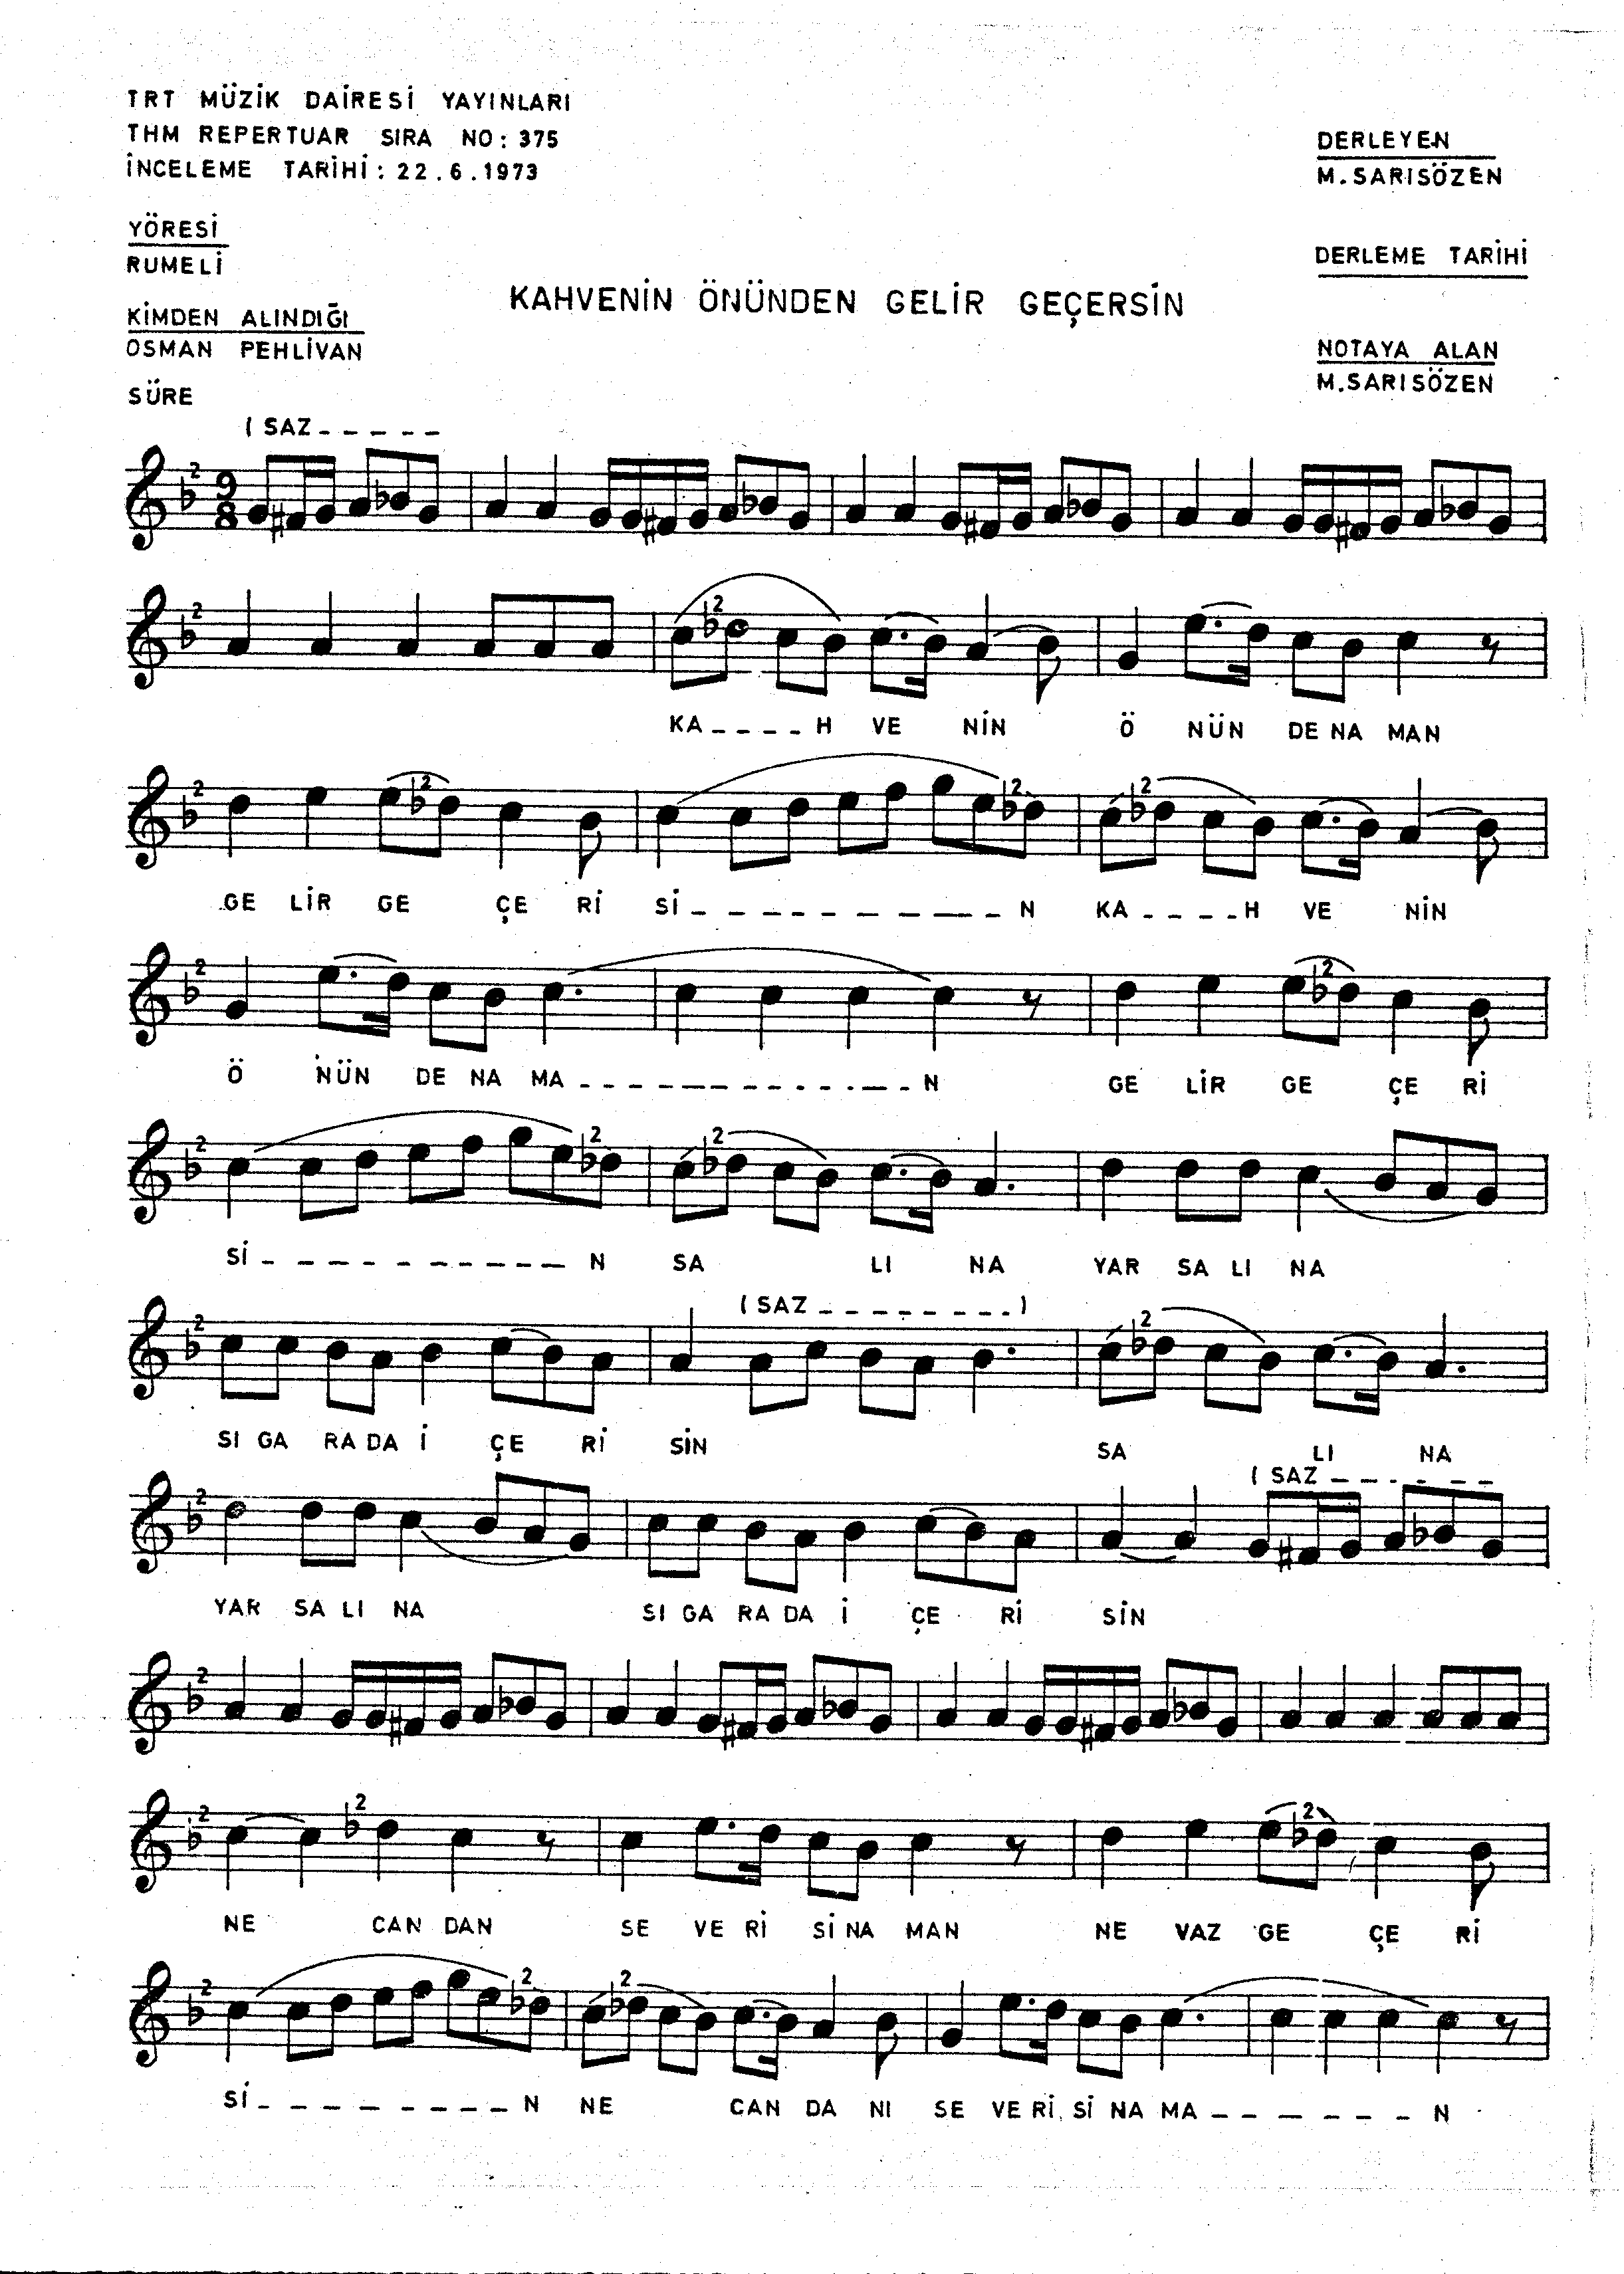 TRT MÜZİK DAİRESİ YAYINLARI
THM REPERTUAR SIRA NO: 375
İNCELEME TARİHİ: 22.6.1973
DERLEYEN
M.SARISÖZEN
YÖRESİ
RUMELİ
DERLEME TARİHİ
KAHVENİN ÖNÜNDEN GELİR GEÇERSİN
KİMDEN ALINDIĞI
OSMAN PEHLİVAN
NOTAYA ALAN
M.SARISÖZEN
SÜRE
( SAZ _ _ _ _ _
KA _ _ _ _ H VE NİN Ö NÜN DE NA MAN
GE LİR GE ÇE Rİ Sİ _ _ _ _ _ _ _ _ _ N KA _ _ _ _ H VE NİN
Ö NÜN DE NA MA _ _ _ _ _ _ _ _ _ _ _ N GE LİR GE ÇE Rİ
Sİ _ _ _ _ _ _ _ _ _ _ N SA LI NA YAR SA LI NA
( SAZ _ _ _ _ _ _ _ _ )
SI GA RA DA İ ÇE Rİ SİN SA LI NA
( SAZ _ _ _ _ _ _
YAR SA LI NA SI GA RA DA İ ÇE Rİ SİN
NE CAN DAN SE VE Rİ Sİ NA MAN NE VAZ GE ÇE Rİ
Sİ _ _ _ _ _ _ _ _ N NE CAN DA NI SE VE Rİ Sİ NA MA _ _ _ _ _ _ N